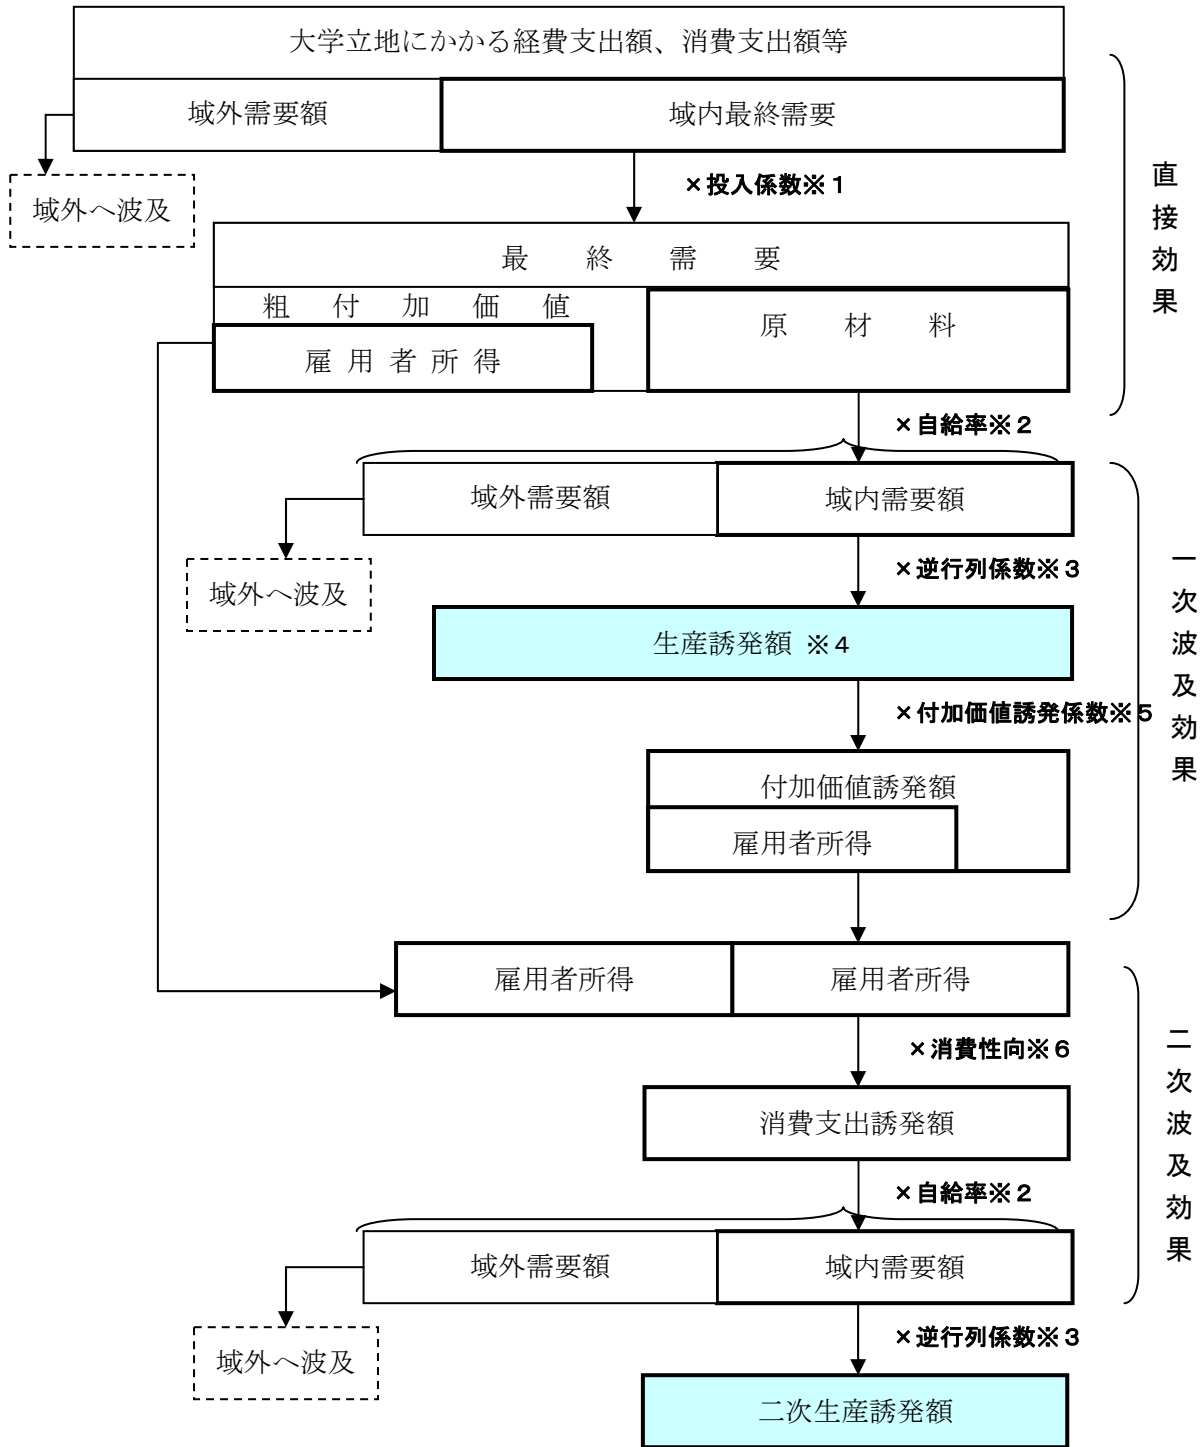 大学立地にかかる経費支出額、消費支出額等
域外需要額
域内最終需要
域外へ波及
×投入係数※１
最終需要
粗付加価値
雇用者所得
原材料
直接効果
×自給率※２
域外需要額
域内需要額
域外へ波及
×逆行列係数※３
生産誘発額 ※４
×付加価値誘発係数※５
付加価値誘発額
雇用者所得
一次波及効果
雇用者所得
雇用者所得
×消費性向※６
消費支出誘発額
×自給率※２
域外需要額
域内需要額
二次波及効果
域外へ波及
×逆行列係数※３
二次生産誘発額